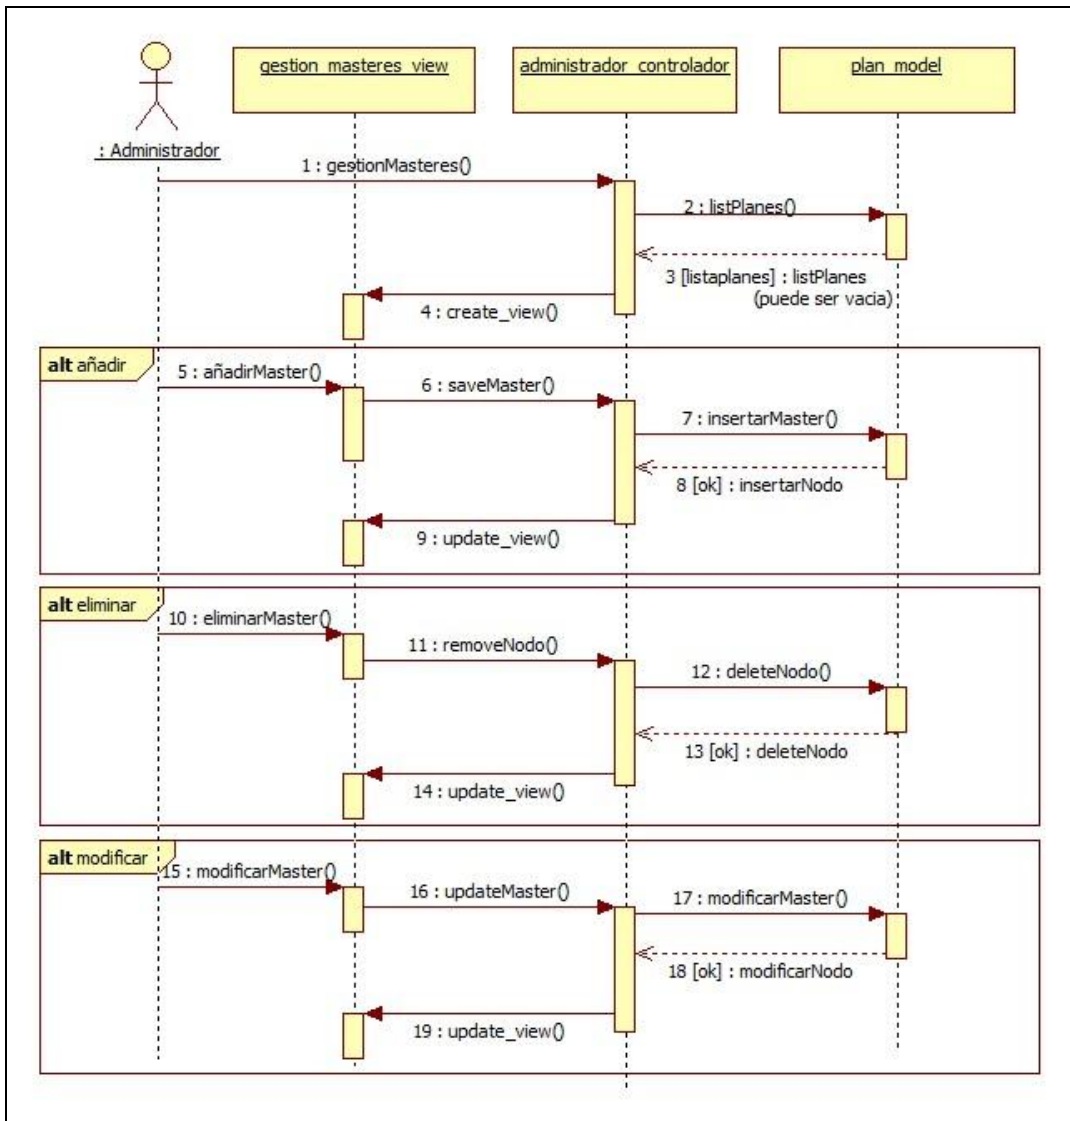 gestion_masteres_view
administrador_controlador
plan_model
: Administrador
1 : gestionMasteres()
2 : listPlanes()
3 [listaplanes] : listPlanes
(puede ser vacia)
4 : create_view()
alt añadir
5 : añadirMaster()
6 : saveMaster()
7 : insertarMaster()
8 [ok] : insertarNodo
9 : update_view()
alt eliminar
10 : eliminarMaster()
11 : removeNodo()
12 : deleteNodo()
13 [ok] : deleteNodo
14 : update_view()
alt modificar
15 : modificarMaster()
16 : updateMaster()
17 : modificarMaster()
18 [ok] : modificarNodo
19 : update_view()